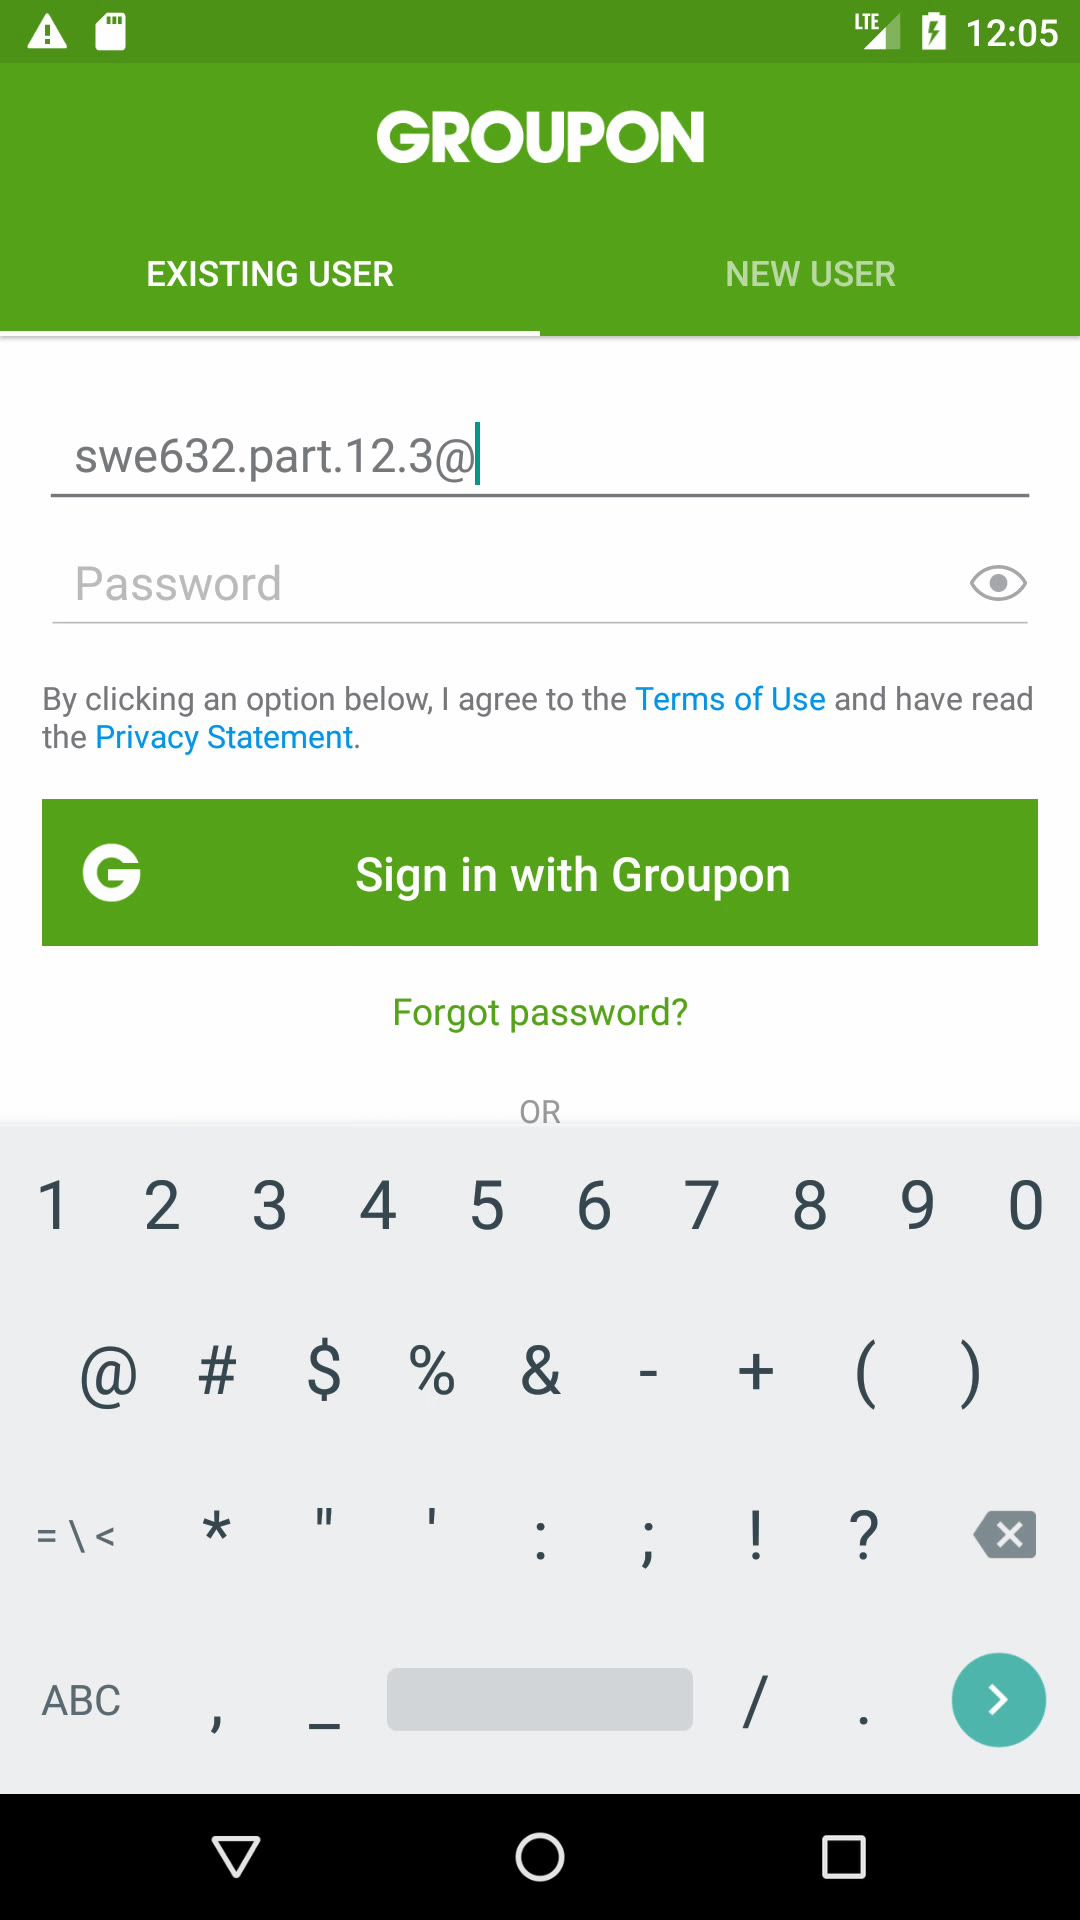 LTE 12:05
GROUPON
EXISTING USER NEW USER
swe632.part.12.3@
Password
By clicking an option below, I agree to the Terms of Use and have read
the Privacy Statement.
G Sign in with Groupon
Forgot password?
OR
1 2 3 4 5 6 7 8 9 0
@ # $ % & - + ( )
= \ < * " ' : ; ! ?
ABC , _ / .